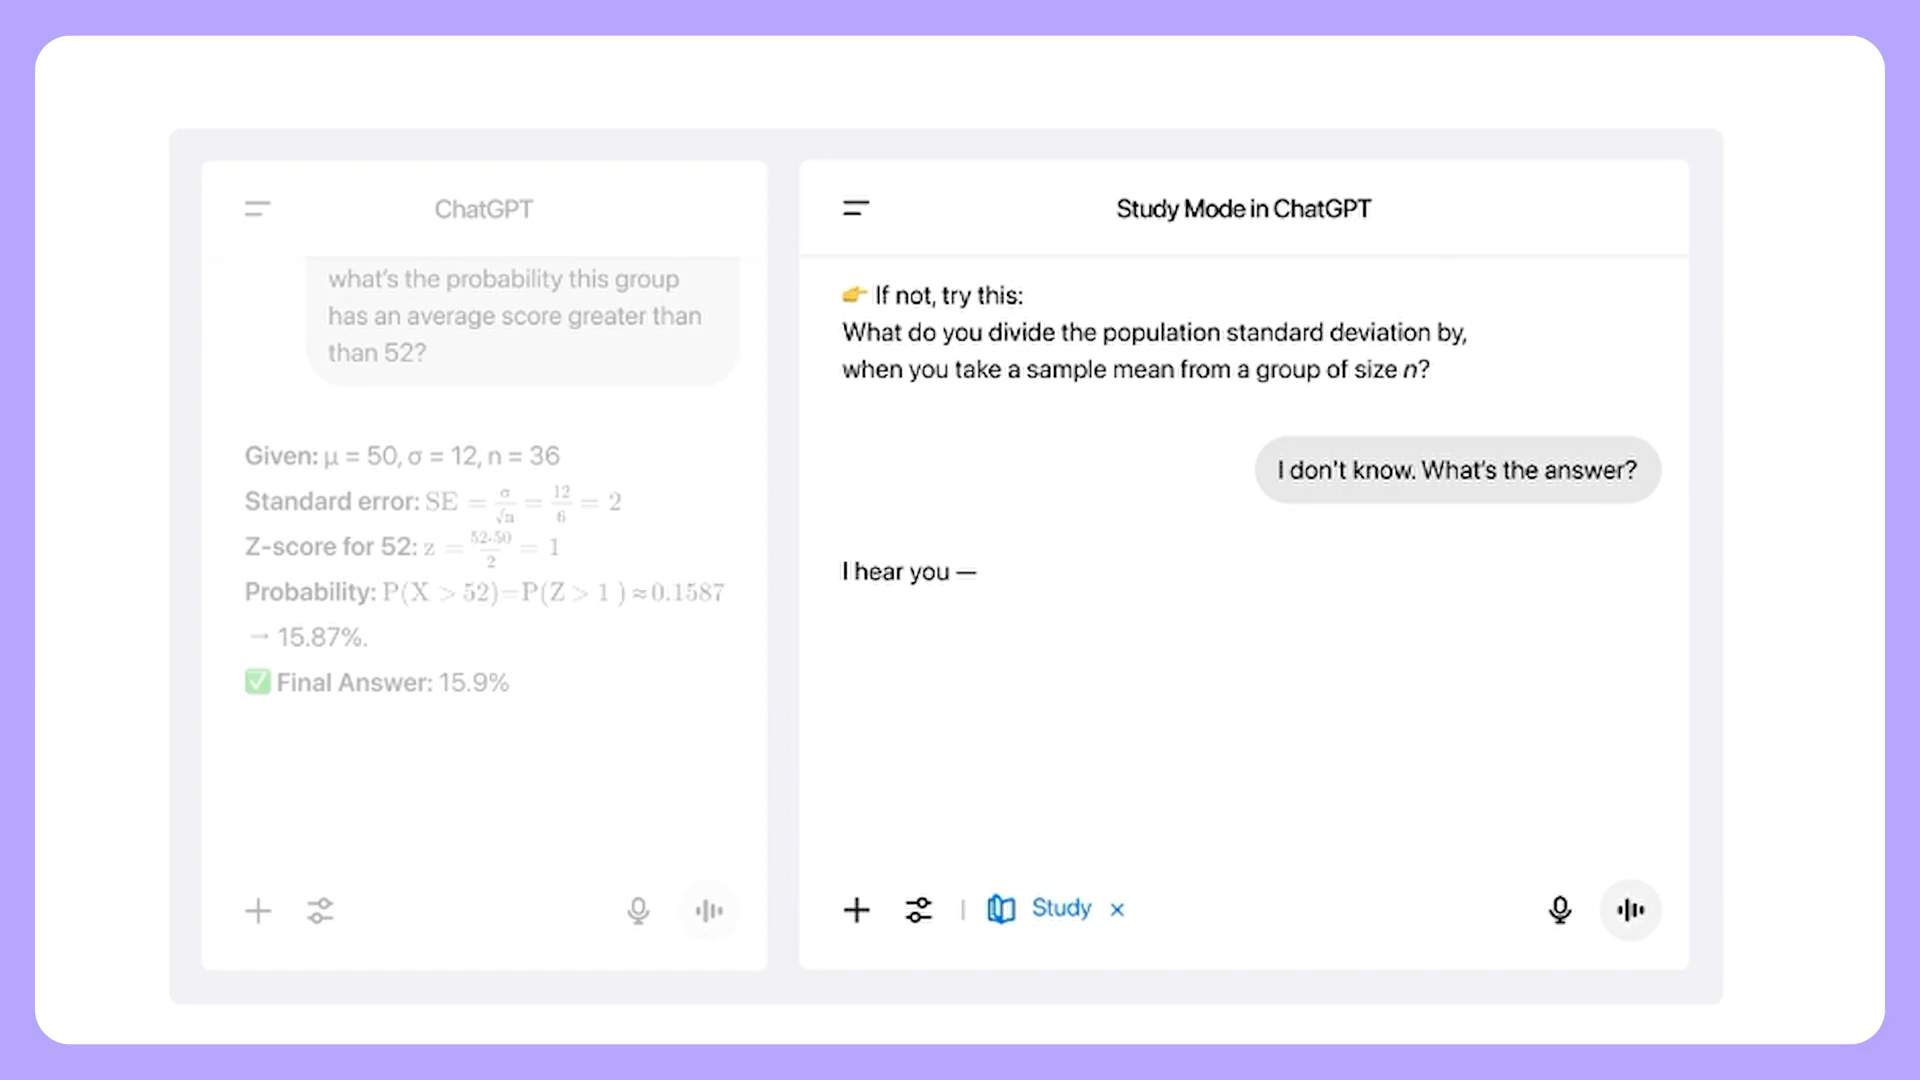 ChatGPT
what's the probability this group
has an average score greater than
than 52?
Given: μ = 50, σ = 12, n = 36
Standard error: SE = σ/√n = 12/6 = 2
Z-score for 52: z = 52-50/2 = 1
Probability: P(X > 52)=P(Z > 1 ) ≈ 0.1587
→ 15.87%.
✅ Final Answer: 15.9%
Study Mode in ChatGPT
👉 If not, try this:
What do you divide the population standard deviation by,
when you take a sample mean from a group of size n?
I don't know. What's the answer?
I hear you —
Study